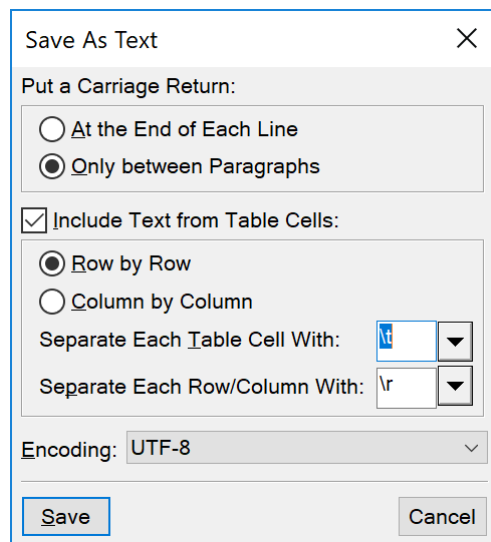 Save As Text
Put a Carriage Return:
At the End of Each Line
Only between Paragraphs
Include Text from Table Cells:
Row by Row
Column by Column
Separate Each Table Cell With: \t
Separate Each Row/Column With: \r
Encoding: UTF-8
Save Cancel